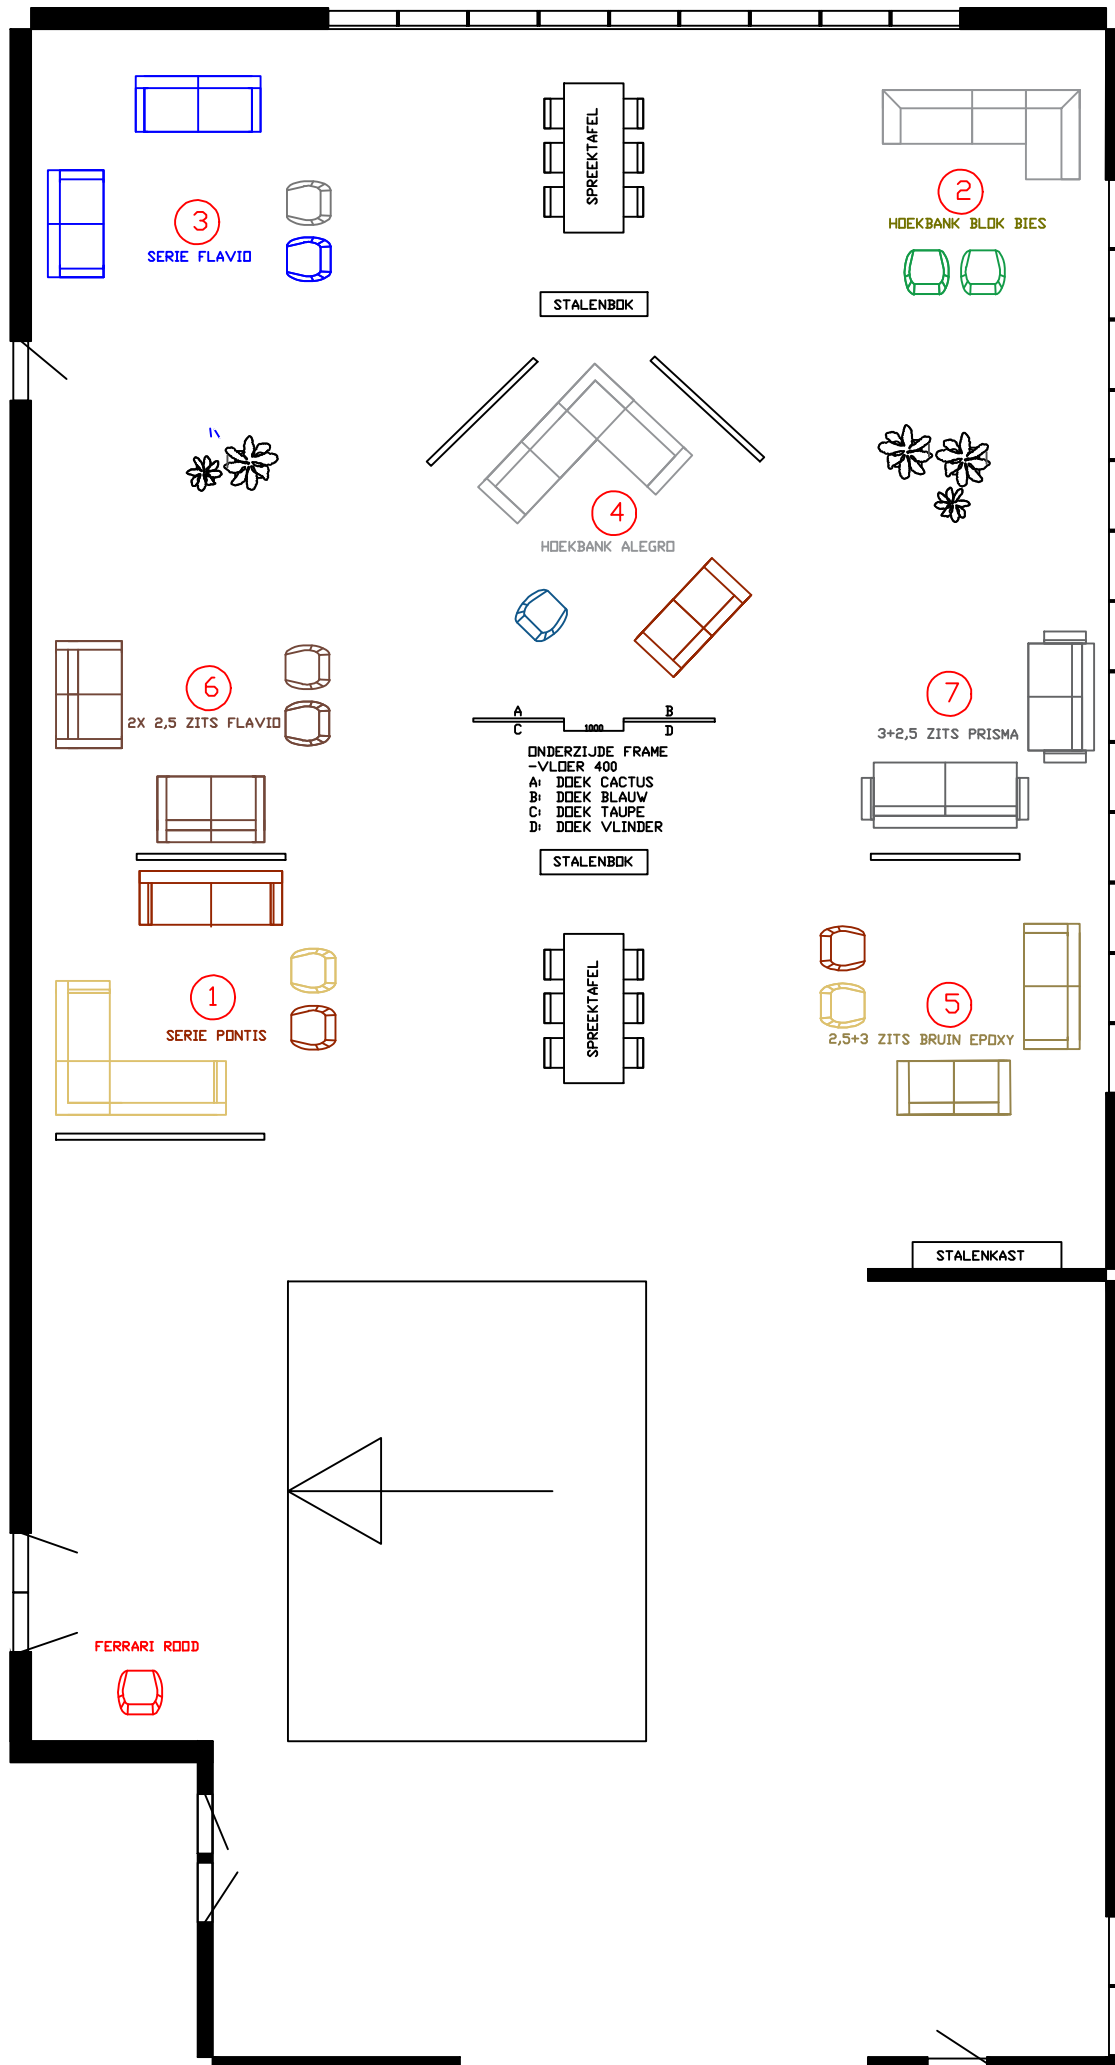 SPREEKTAFEL
2
HOEKBANK BLOK BIES
3
SERIE FLAVIO
STALENBOK
4
HOEKBANK ALEGRO
6
2X 2,5 ZITS FLAVIO
7
3+2,5 ZITS PRISMA
A B
C 1000 D
ONDERZIJDE FRAME
-VLOER 400
A: DOEK CACTUS
B: DOEK BLAUW
C: DOEK TAUPE
D: DOEK VLINDER
STALENBOK
SPREEKTAFEL
1
SERIE PONTIS
5
2,5+3 ZITS BRUIN EPOXY
STALENKAST
FERRARI ROOD